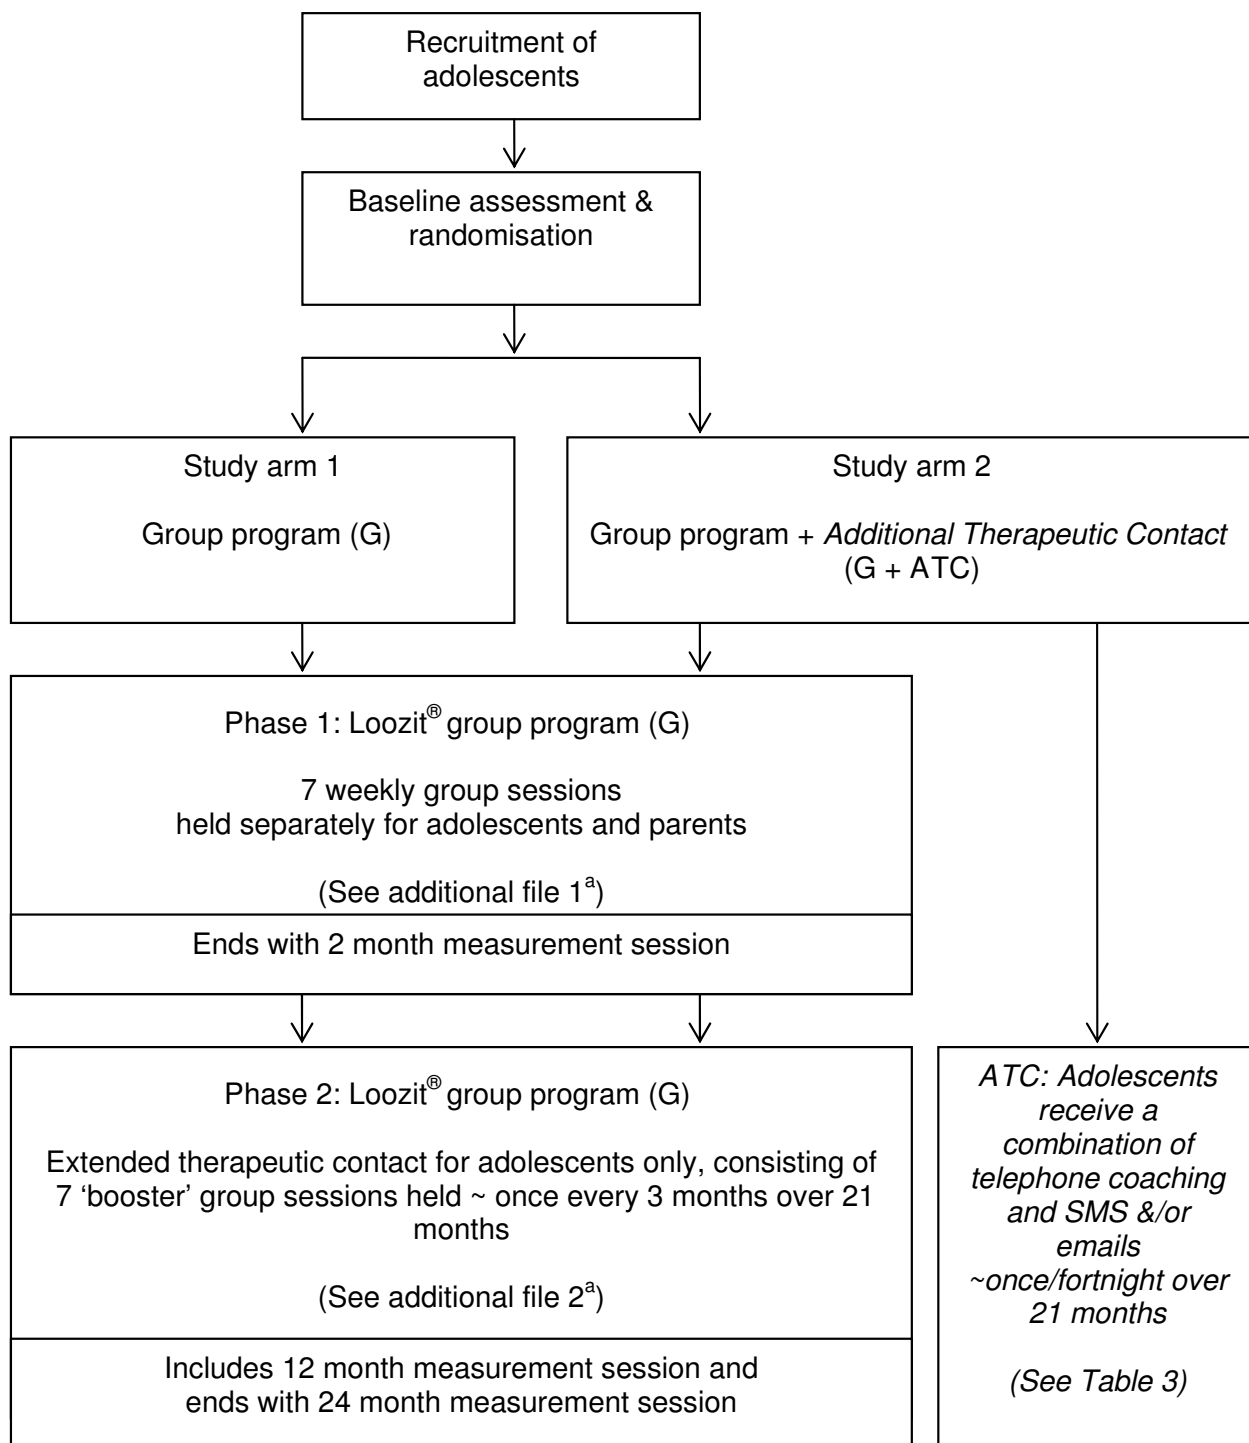 Recruitment of
adolescents
Baseline assessment &
randomisation
Study arm 1
Group program (G)
Study arm 2
Group program + Additional Therapeutic Contact
(G + ATC)
Phase 1: Loozit® group program (G)
7 weekly group sessions
held separately for adolescents and parents
(See additional file 1ᵃ)
Ends with 2 month measurement session
Phase 2: Loozit® group program (G)
Extended therapeutic contact for adolescents only, consisting of
7 ‘booster’ group sessions held ~ once every 3 months over 21
months
(See additional file 2ᵃ)
Includes 12 month measurement session and
ends with 24 month measurement session
ATC: Adolescents
receive a
combination of
telephone coaching
and SMS &/or
emails
~once/fortnight over
21 months
(See Table 3)